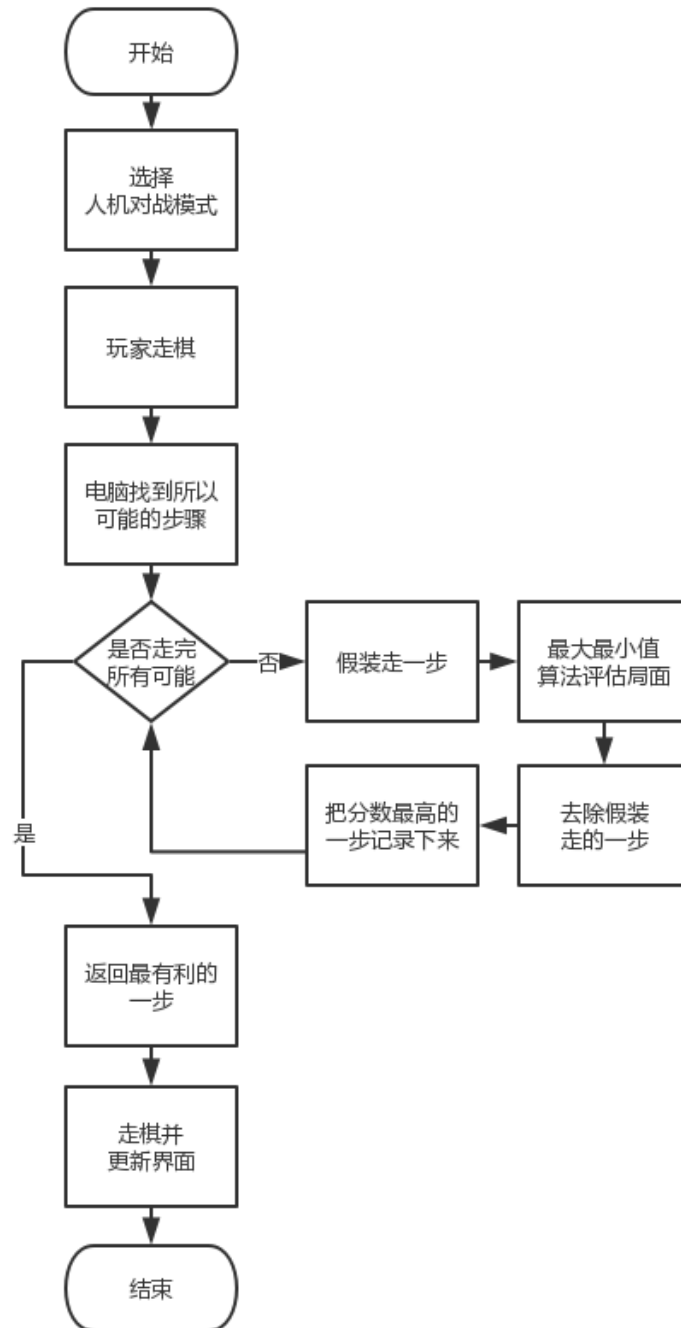 开始
选择
人机对战模式
玩家走棋
电脑找到所以
可能的步骤
是否走完
所有可能
否
假装走一步
最大最小值
算法评估局面
去除假装
走的一步
把分数最高的
一步记录下来
是
返回最有利的
一步
走棋并
更新界面
结束